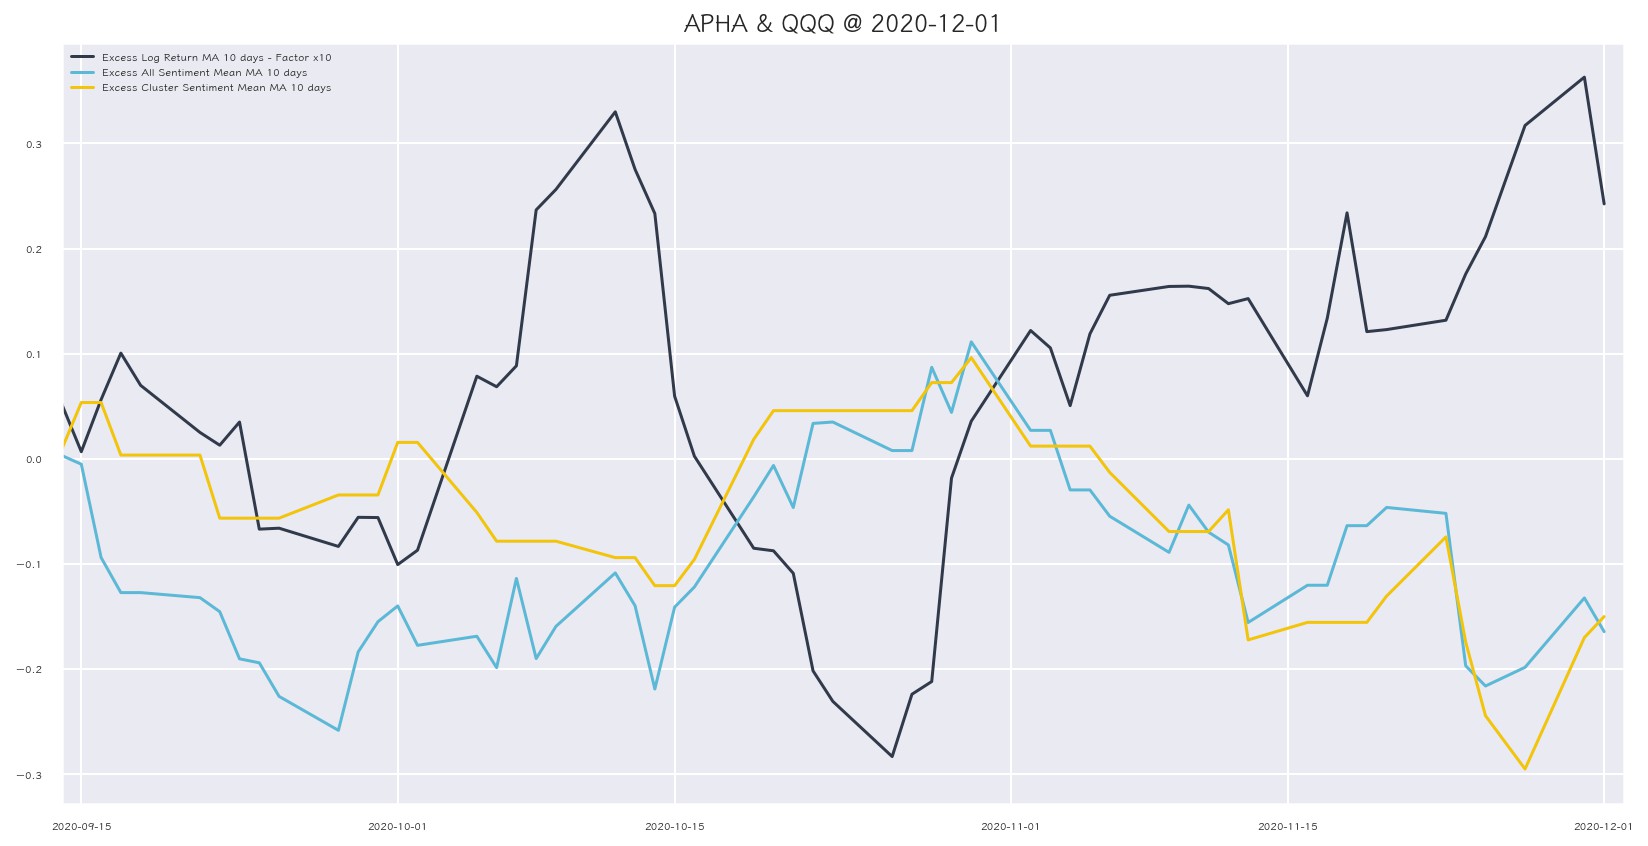 APHA & QQQ @ 2020-12-01
Excess Log Return MA 10 days - Factor x10
Excess All Sentiment Mean MA 10 days
Excess Cluster Sentiment Mean MA 10 days
0.3
0.2
0.1
0.0
−0.1
−0.2
−0.3
2020-09-15 2020-10-01 2020-10-15 2020-11-01 2020-11-15 2020-12-01